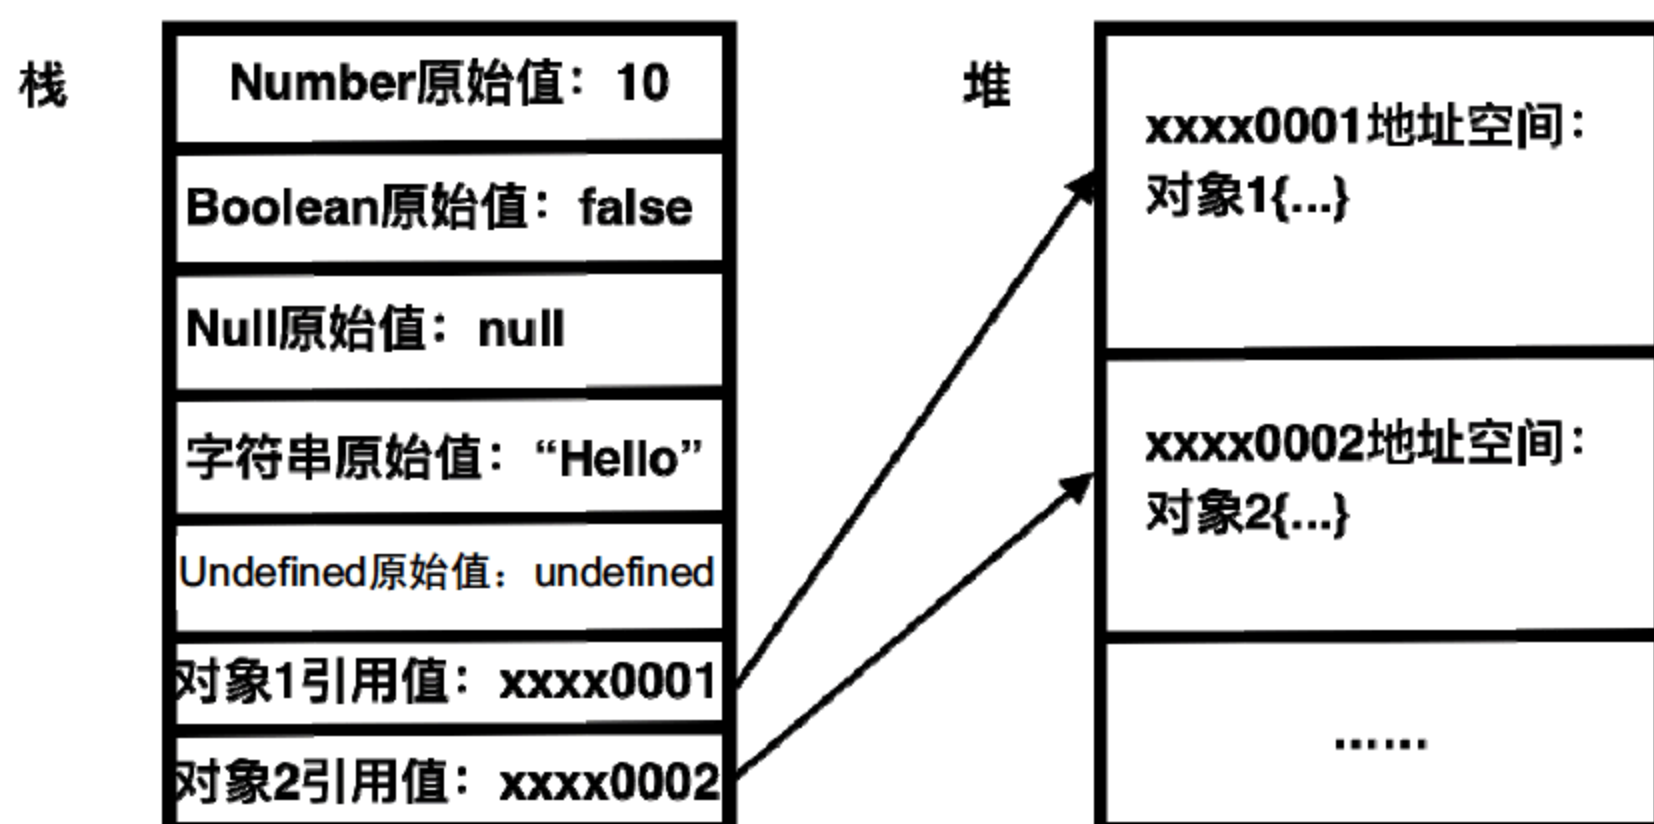 栈
Number原始值：10
Boolean原始值：false
Null原始值：null
字符串原始值：“Hello”
Undefined原始值：undefined
对象1引用值：xxxx0001
对象2引用值：xxxx0002
堆
xxxx0001地址空间：
对象1{...}
xxxx0002地址空间：
对象2{...}
......